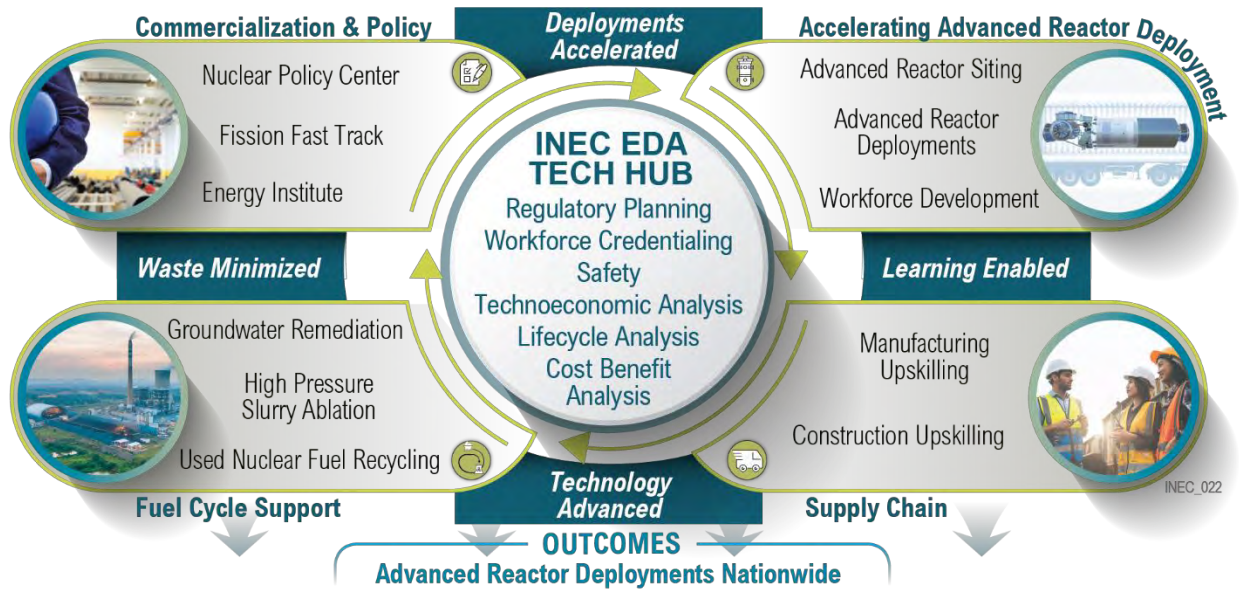 Commercialization & Policy
Nuclear Policy Center
Fission Fast Track
Energy Institute
Deployments
Accelerated
Accelerating Advanced Reactor Deployment
Advanced Reactor Siting
Advanced Reactor
Deployments
Workforce Development
INEC EDA
TECH HUB
Regulatory Planning
Workforce Credentialing
Safety
Technoeconomic Analysis
Lifecycle Analysis
Cost Benefit
Analysis
Waste Minimized
Learning Enabled
Groundwater Remediation
High Pressure
Slurry Ablation
Used Nuclear Fuel Recycling
Fuel Cycle Support
Manufacturing
Upskilling
Construction Upskilling
INEC_022
Supply Chain
Technology
Advanced
OUTCOMES
Advanced Reactor Deployments Nationwide